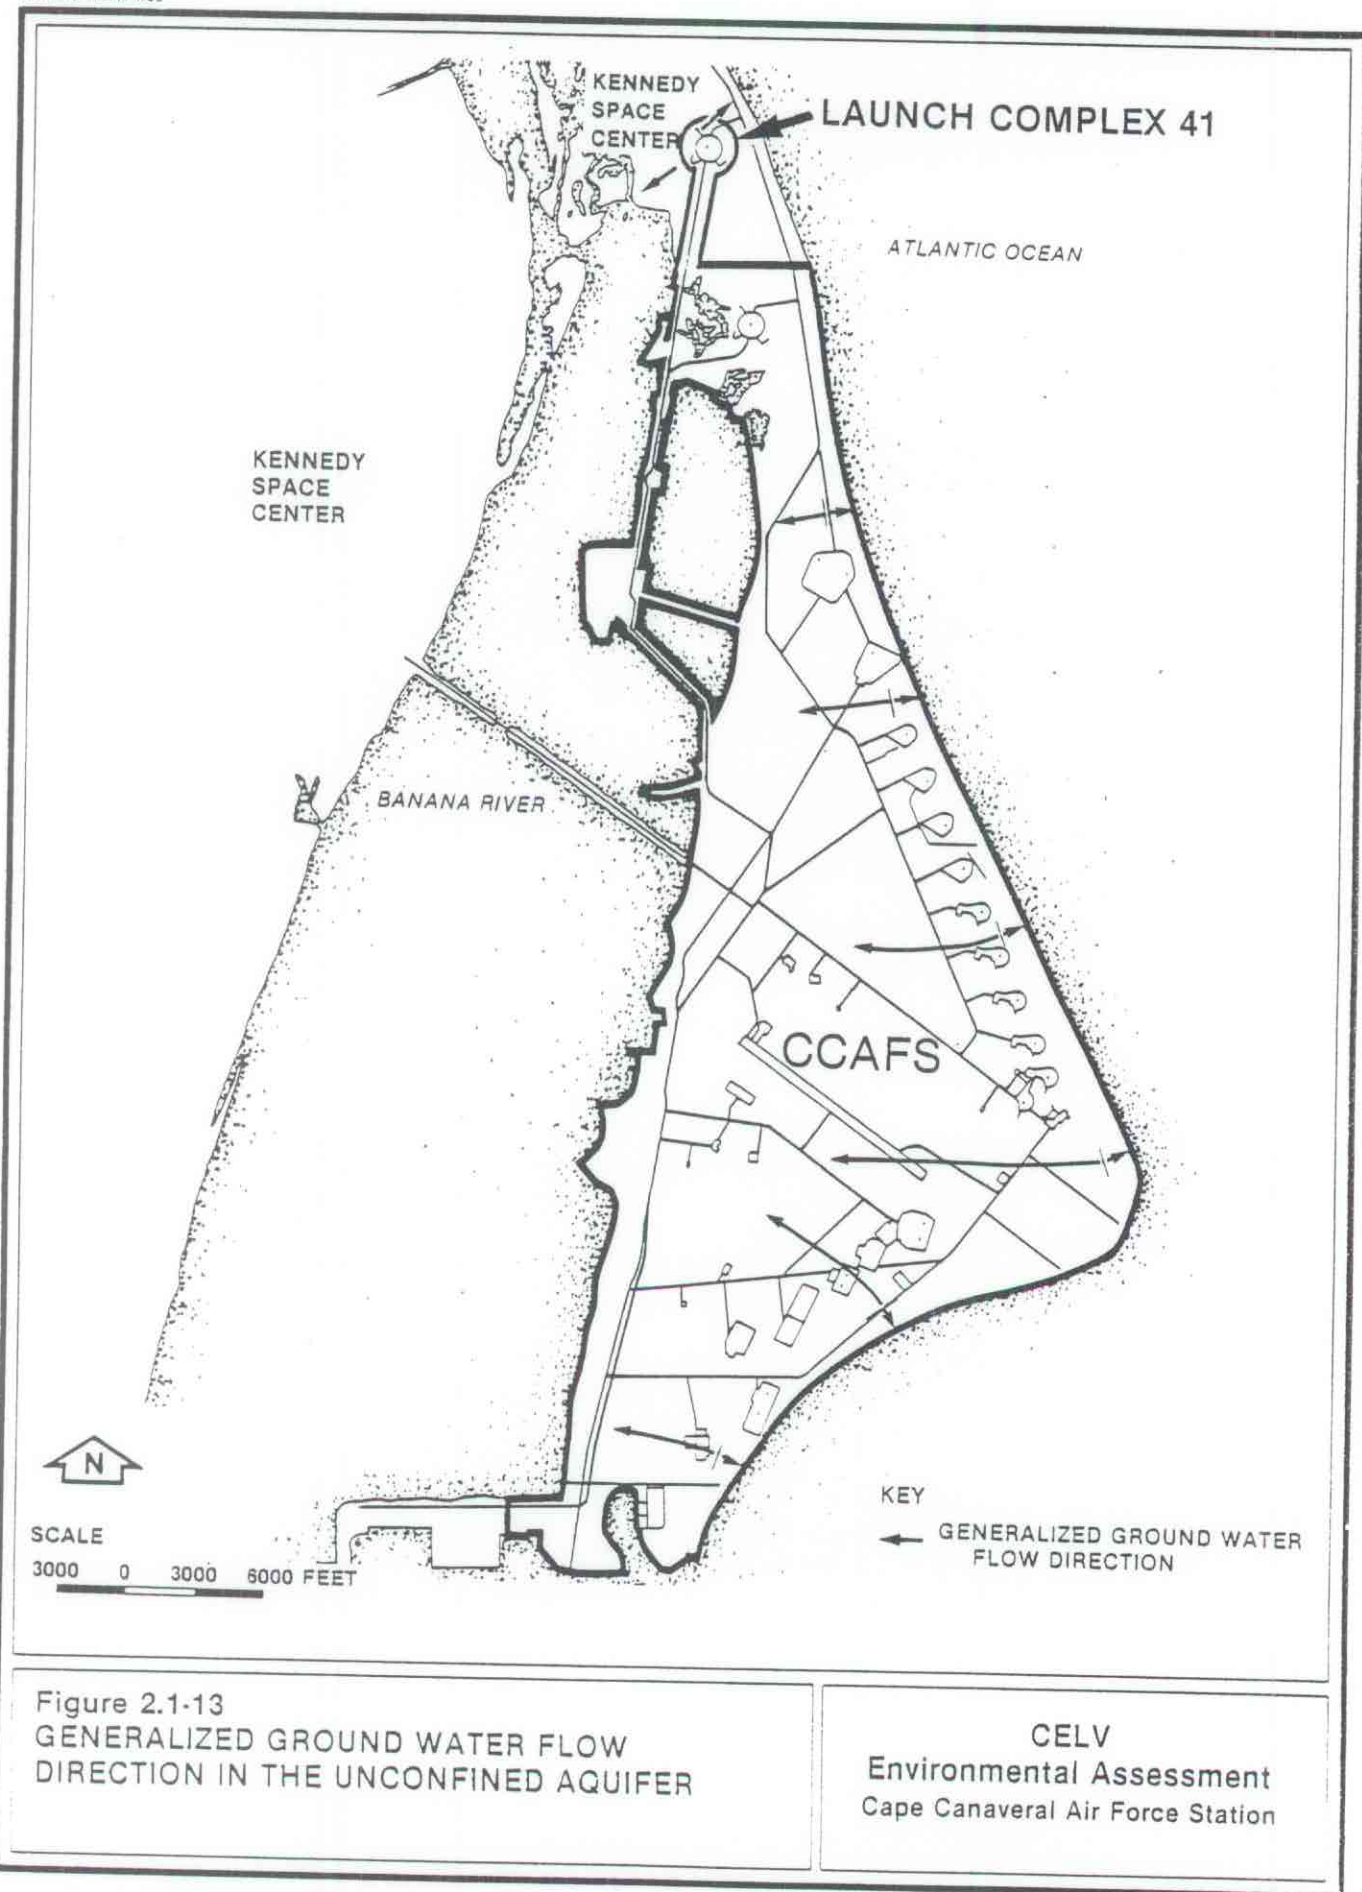 KENNEDY
SPACE
CENTER
LAUNCH COMPLEX 41
ATLANTIC OCEAN
KENNEDY
SPACE
CENTER
BANANA RIVER
CCAFS
N
SCALE
3000 0 3000 6000 FEET
KEY
GENERALIZED GROUND WATER
FLOW DIRECTION
Figure 2.1-13
GENERALIZED GROUND WATER FLOW
DIRECTION IN THE UNCONFINED AQUIFER
CELV
Environmental Assessment
Cape Canaveral Air Force Station